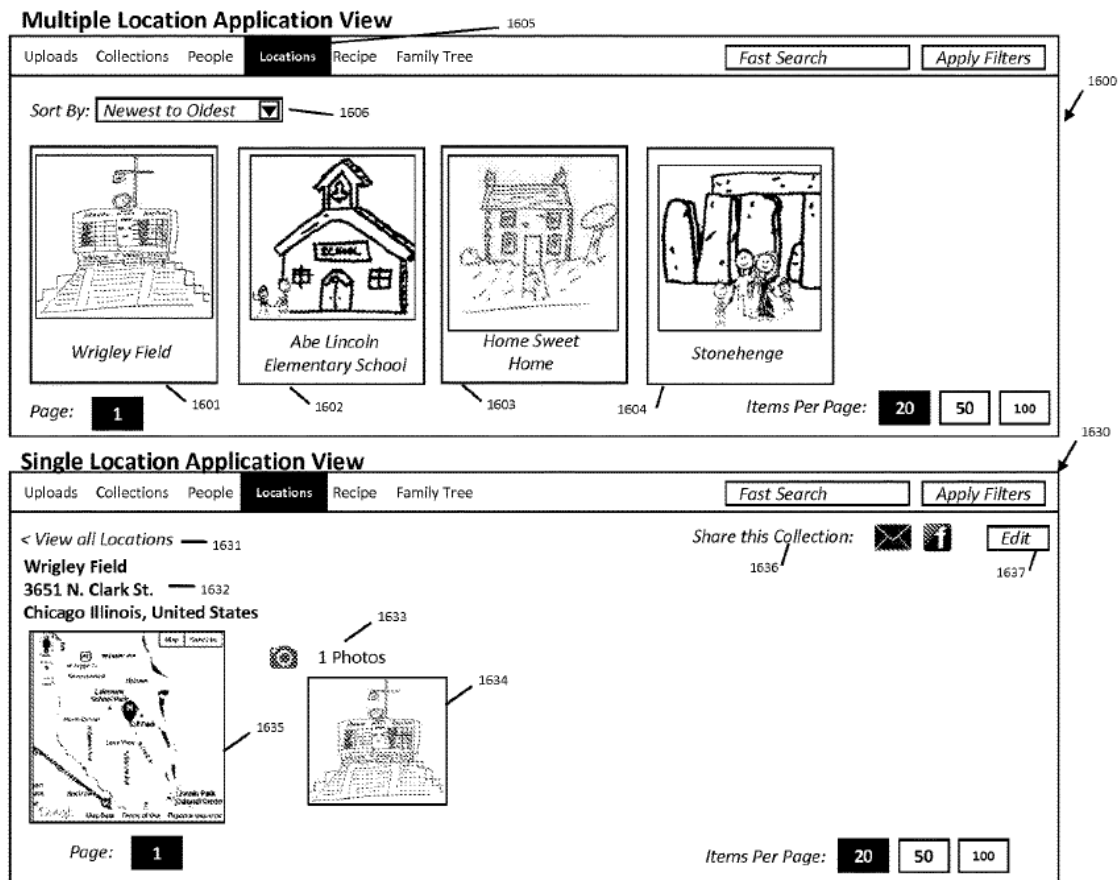 Multiple Location Application View
1605
Uploads Collections People Locations Recipe Family Tree Fast Search Apply Filters
1600
Sort By: Newest to Oldest 1606
SCHOOL
Wrigley Field
Abe Lincoln
Elementary School
Home Sweet
Home
Stonehenge
1601 1602 1603 1604
Page: 1 Items Per Page: 20 50 100
1630
Single Location Application View
Uploads Collections People Locations Recipe Family Tree Fast Search Apply Filters
< View all Locations 1631 Share this Collection: f Edit
1636 1637
Wrigley Field
3651 N. Clark St. 1632
Chicago Illinois, United States
1633
Map
1 Photos
1634
1635
Google
Page: 1 Items Per Page: 20 50 100